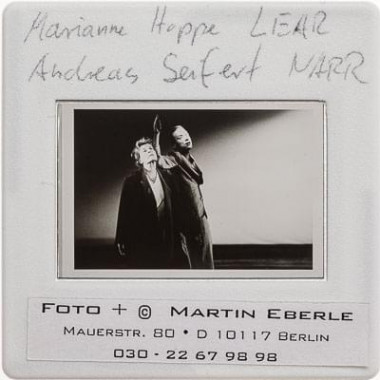 Marianne Hoppe LEAR
Andreas Seifert NARR
FOTO + © MARTIN EBERLE
MAUERSTR. 80 • D 10117 BERLIN
030 - 22 67 98 98